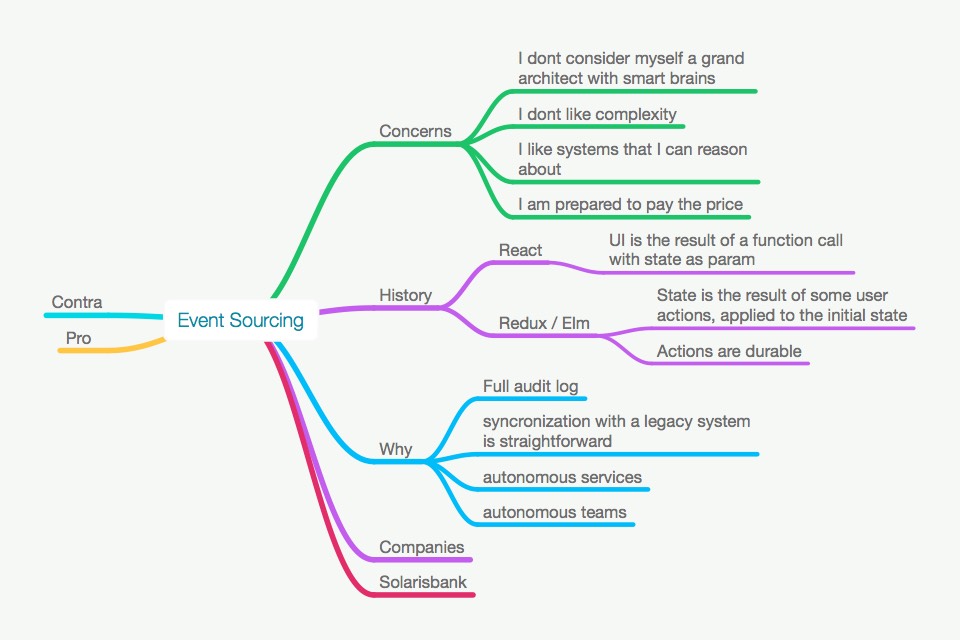 I dont consider myself a grand
architect with smart brains
I dont like complexity
Concerns
I like systems that I can reason
about
I am prepared to pay the price
React
UI is the result of a function call
with state as param
History
Redux / Elm
State is the result of some user
actions, applied to the initial state
Actions are durable
Contra
Event Sourcing
Pro
Full audit log
syncronization with a legacy system
is straightforward
Why
autonomous services
autonomous teams
Companies
Solarisbank